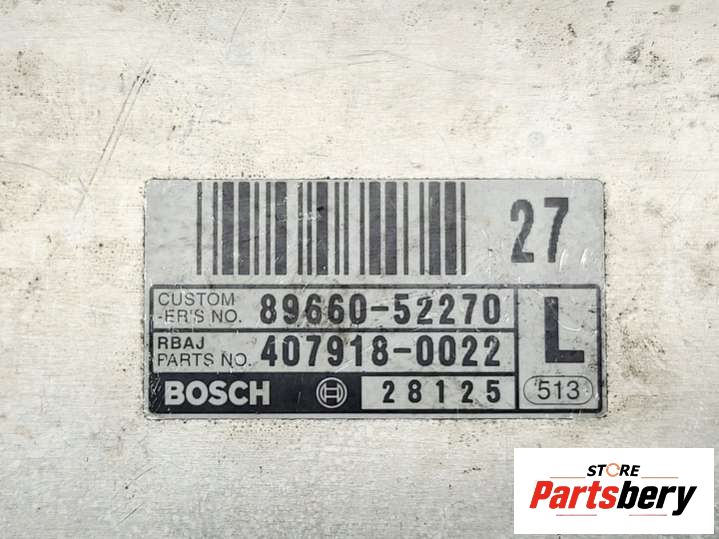 27
CUSTOM
-ER'S NO. 89660-52270
L
RBAJ
PARTS NO. 407918-0022
BOSCH 28125 513
STORE
Partsbery